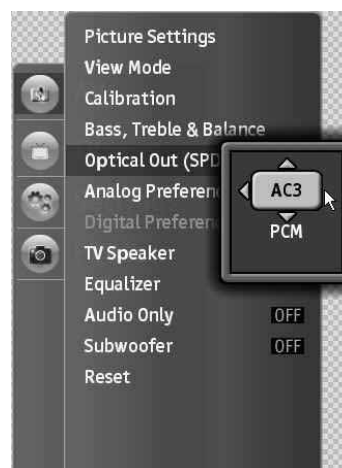 Picture Settings
View Mode
Calibration
Bass, Treble & Balance
Optical Out (SPD
AC3
Analog Preferen
PCM
Digital Preferen
TV Speaker
Equalizer
Audio Only OFF
Subwoofer OFF
Reset